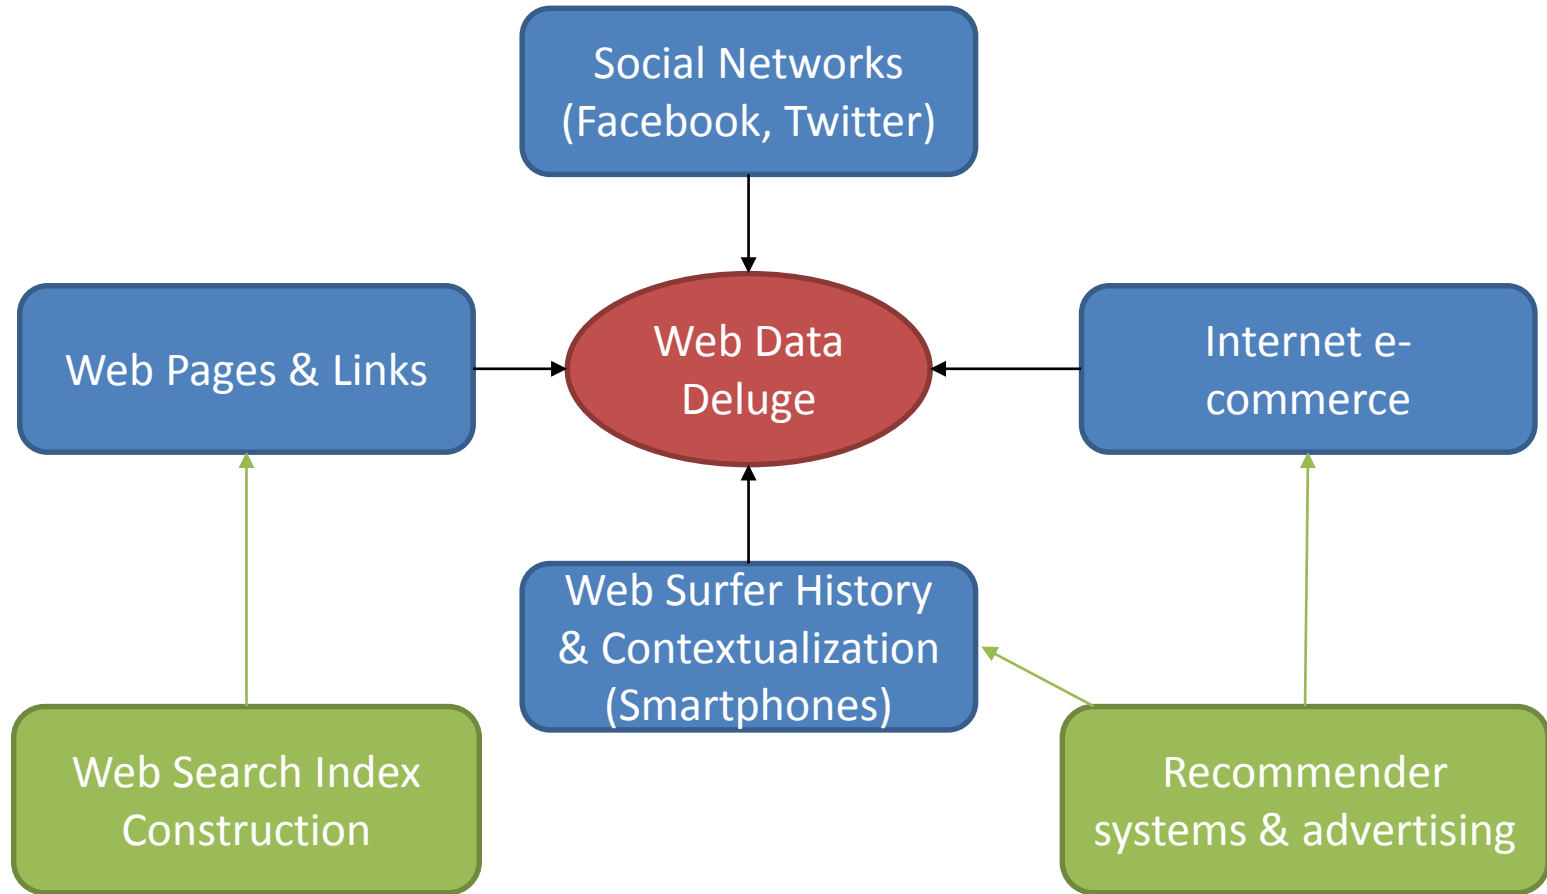 Social Networks
(Facebook, Twitter)
Web Pages & Links
Web Data
Deluge
Internet e-
commerce
Web Surfer History
& Contextualization
(Smartphones)
Web Search Index
Construction
Recommender
systems & advertising